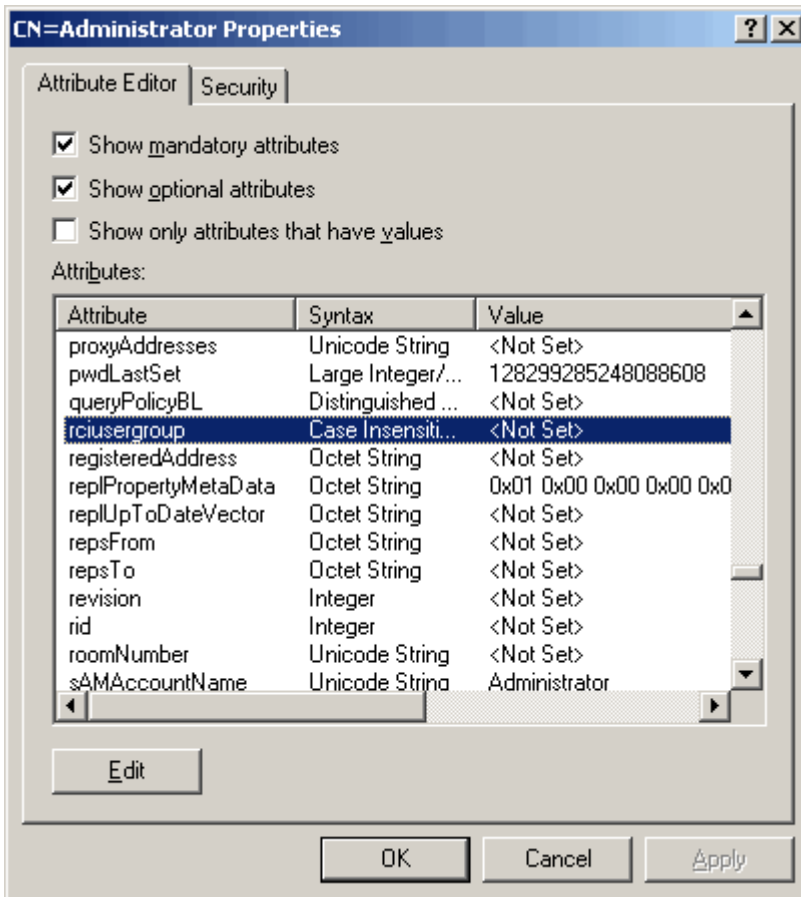 CN=Administrator Properties
Attribute Editor Security
Show mandatory attributes
Show optional attributes
Show only attributes that have values
Attributes:
Attribute Syntax Value
proxyAddresses Unicode String <Not Set>
pwdLastSet Large Integer/... 128299285248088608
queryPolicyBL Distinguished ... <Not Set>
rciusergroup Case Insensiti... <Not Set>
registeredAddress Octet String <Not Set>
replPropertyMetaData Octet String 0x01 0x00 0x00 0x00 0x0
replUpToDateVector Octet String <Not Set>
repsFrom Octet String <Not Set>
repsTo Octet String <Not Set>
revision Integer <Not Set>
rid Integer <Not Set>
roomNumber Unicode String <Not Set>
sAMAccountName Unicode String Administrator
Edit
OK Cancel Apply